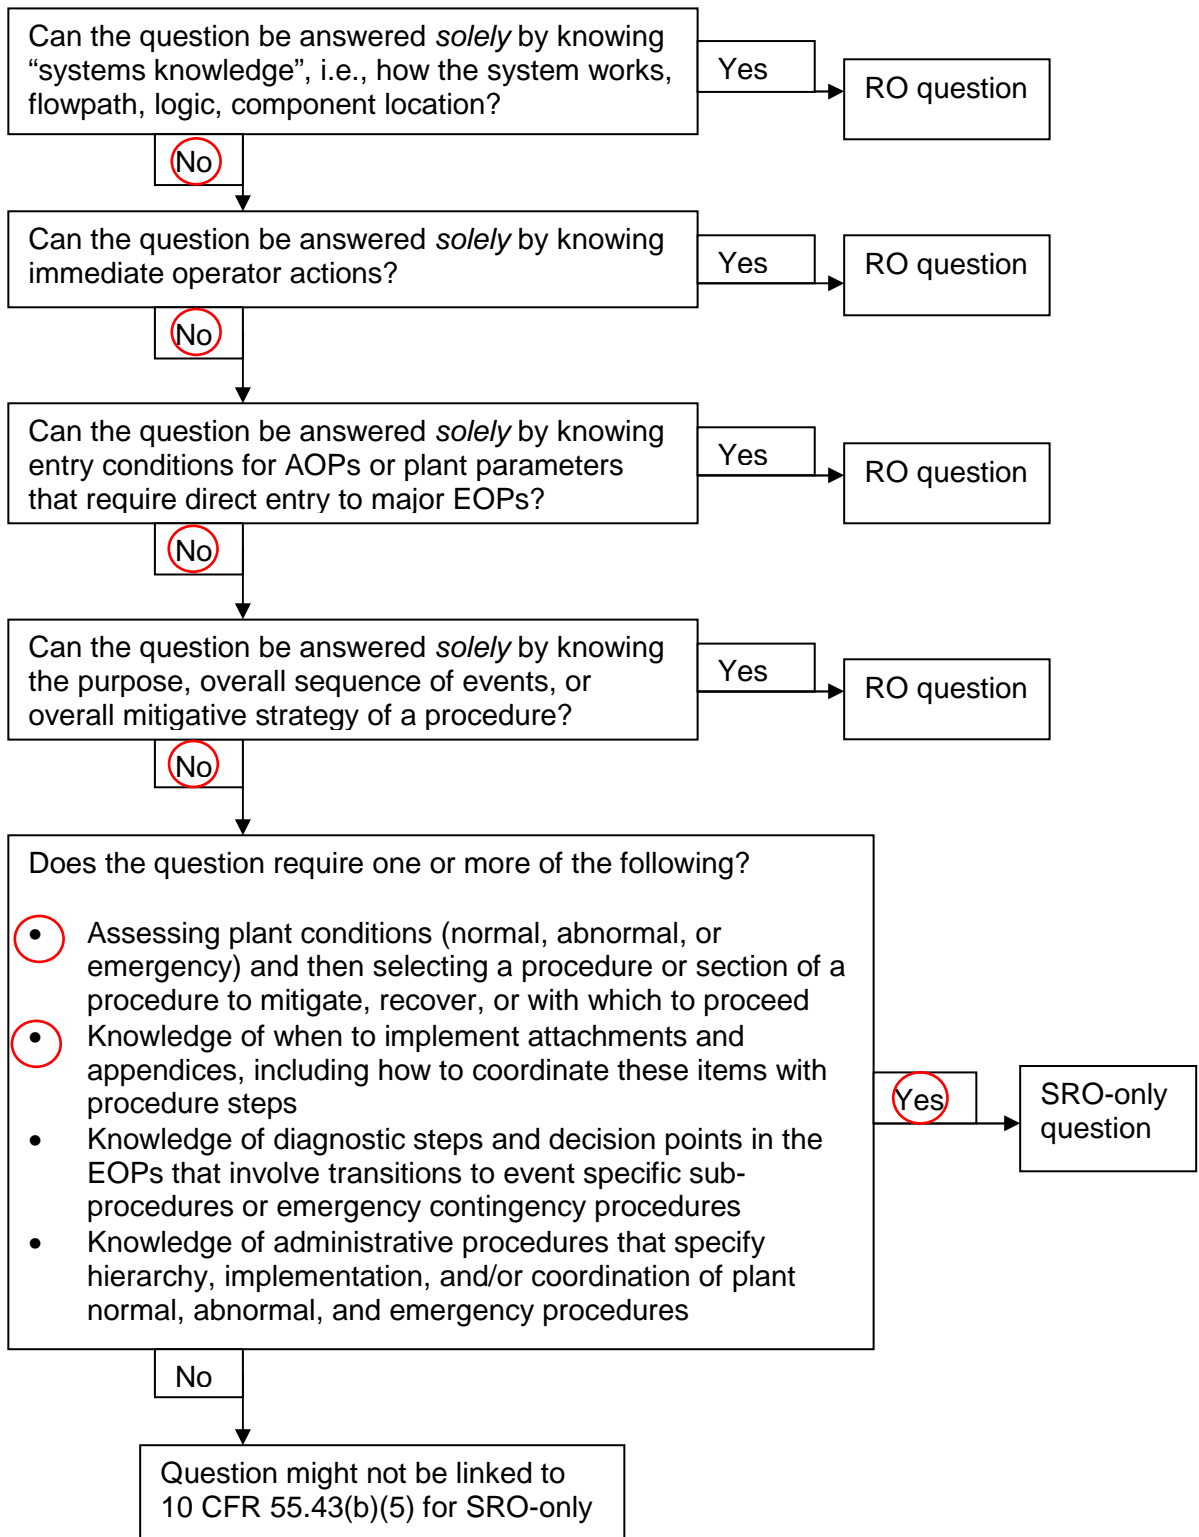 Can the question be answered solely by knowing
“systems knowledge”, i.e., how the system works,
flowpath, logic, component location?
Yes
RO question
No
Can the question be answered solely by knowing
immediate operator actions?
Yes
RO question
No
Can the question be answered solely by knowing
entry conditions for AOPs or plant parameters
that require direct entry to major EOPs?
Yes
RO question
No
Can the question be answered solely by knowing
the purpose, overall sequence of events, or
overall mitigative strategy of a procedure?
Yes
RO question
No
Does the question require one or more of the following?
• Assessing plant conditions (normal, abnormal, or
emergency) and then selecting a procedure or section of a
procedure to mitigate, recover, or with which to proceed
• Knowledge of when to implement attachments and
appendices, including how to coordinate these items with
procedure steps
• Knowledge of diagnostic steps and decision points in the
EOPs that involve transitions to event specific sub-
procedures or emergency contingency procedures
• Knowledge of administrative procedures that specify
hierarchy, implementation, and/or coordination of plant
normal, abnormal, and emergency procedures
Yes
SRO-only
question
No
Question might not be linked to
10 CFR 55.43(b)(5) for SRO-only